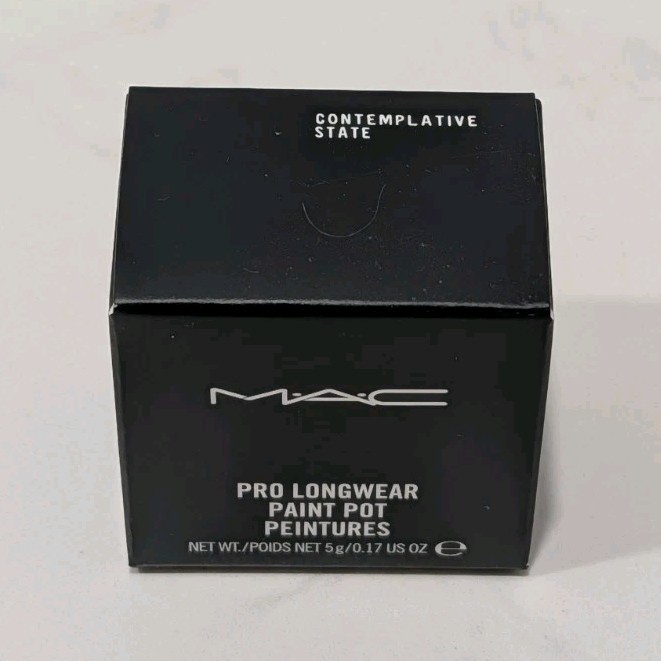 CONTEMPLATIVE
STATE
M·A·C
PRO LONGWEAR
PAINT POT
PEINTURES
NET WT./POIDS NET 5g/0.17 US OZ ℮